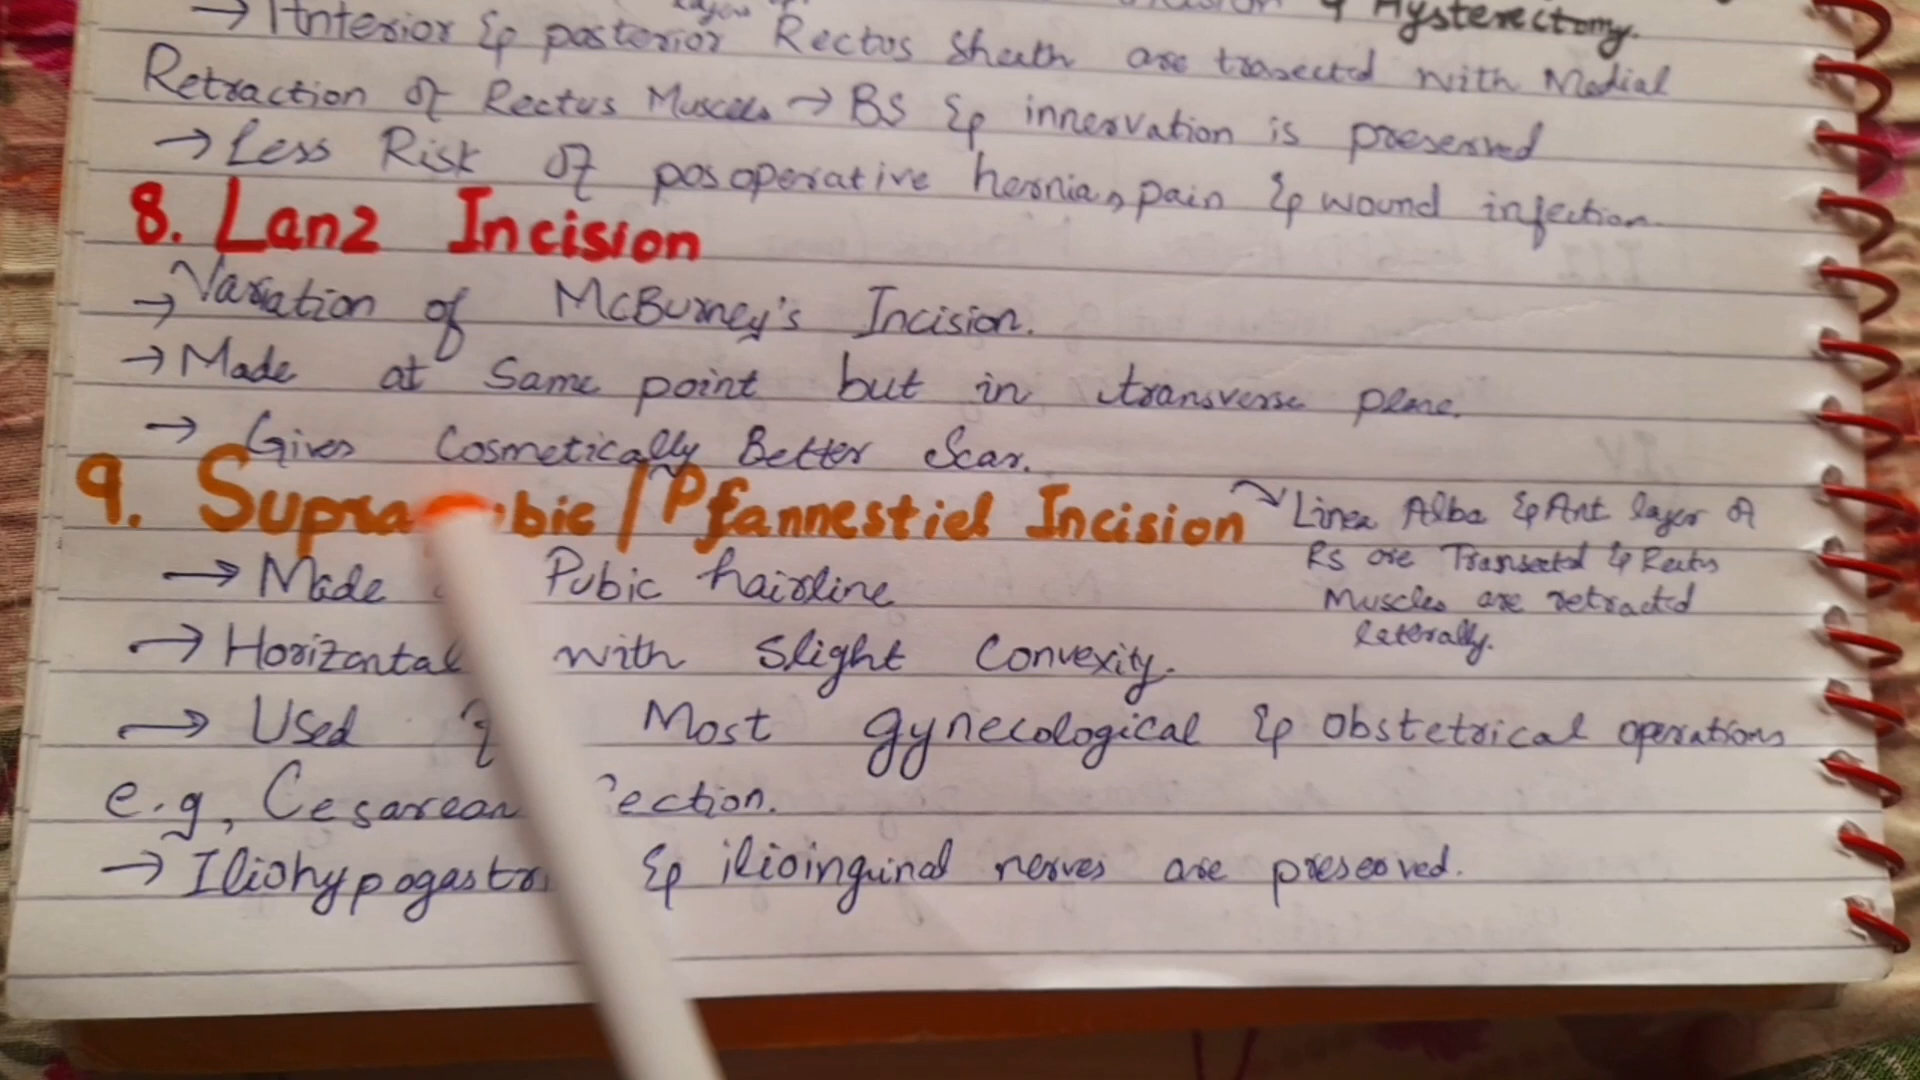 & Hysterectomy.
→ Anterior & posterior layers of Rectus Sheath are trasected with Medial
Retraction of Rectus Muscles → BS & innervation is preserved
→ Less Risk of posoperative hernia, pain & wound infection.
8. Lanz Incision
→ Variation of McBurney's Incision.
→ Made at Same point but in transverse plane.
→ Gives Cosmetically Better Scar.
9. Supra bic / Pfannestiel Incision
→ Linea Alba & Ant layer of
RS are Transected & Rectus
Muscles are retracted
laterally.
→ Made Pubic hairline
→ Horizontal with Slight Convexity.
→ Used Most gynecological & obstetrical operations
e.g, Cesarean ection.
→ Iliohypogastri & ilioinguinal nerves are preserved.